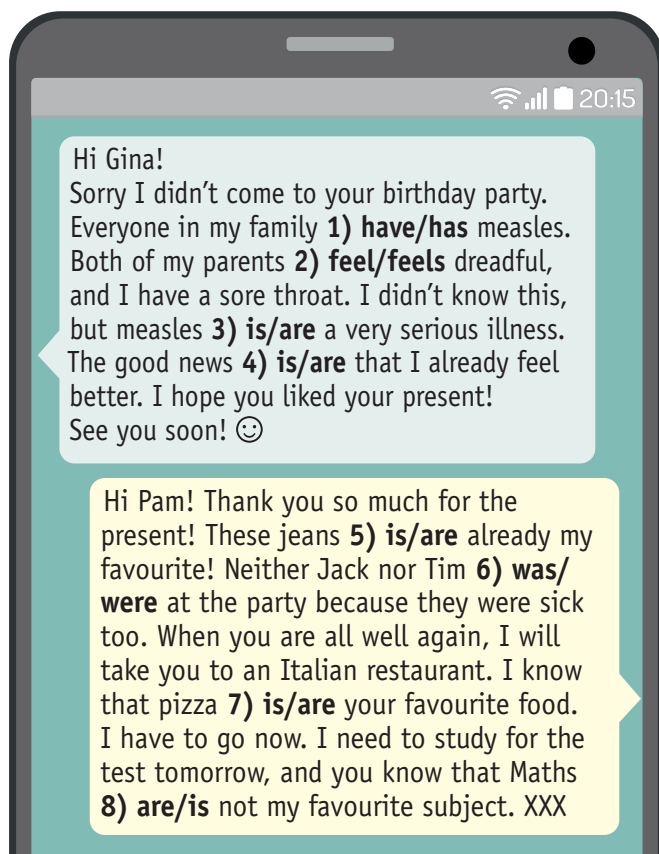 20:15
Hi Gina!
Sorry I didn’t come to your birthday party.
Everyone in my family 1) have/has measles.
Both of my parents 2) feel/feels dreadful,
and I have a sore throat. I didn’t know this,
but measles 3) is/are a very serious illness.
The good news 4) is/are that I already feel
better. I hope you liked your present!
See you soon! ☺
Hi Pam! Thank you so much for the
present! These jeans 5) is/are already my
favourite! Neither Jack nor Tim 6) was/
were at the party because they were sick
too. When you are all well again, I will
take you to an Italian restaurant. I know
that pizza 7) is/are your favourite food.
I have to go now. I need to study for the
test tomorrow, and you know that Maths
8) are/is not my favourite subject. XXX